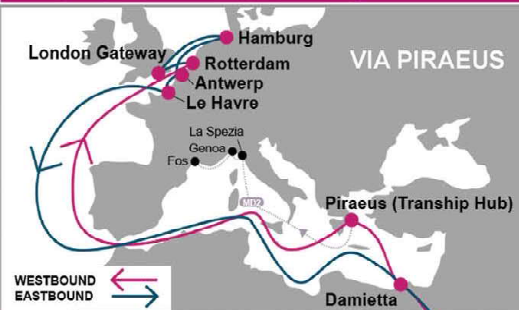 Hamburg
London Gateway
Rotterdam
VIA PIRAEUS
Antwerp
Le Havre
La Spezia
Genoa
Fos
MD2
Piraeus (Tranship Hub)
WESTBOUND
EASTBOUND
Damietta